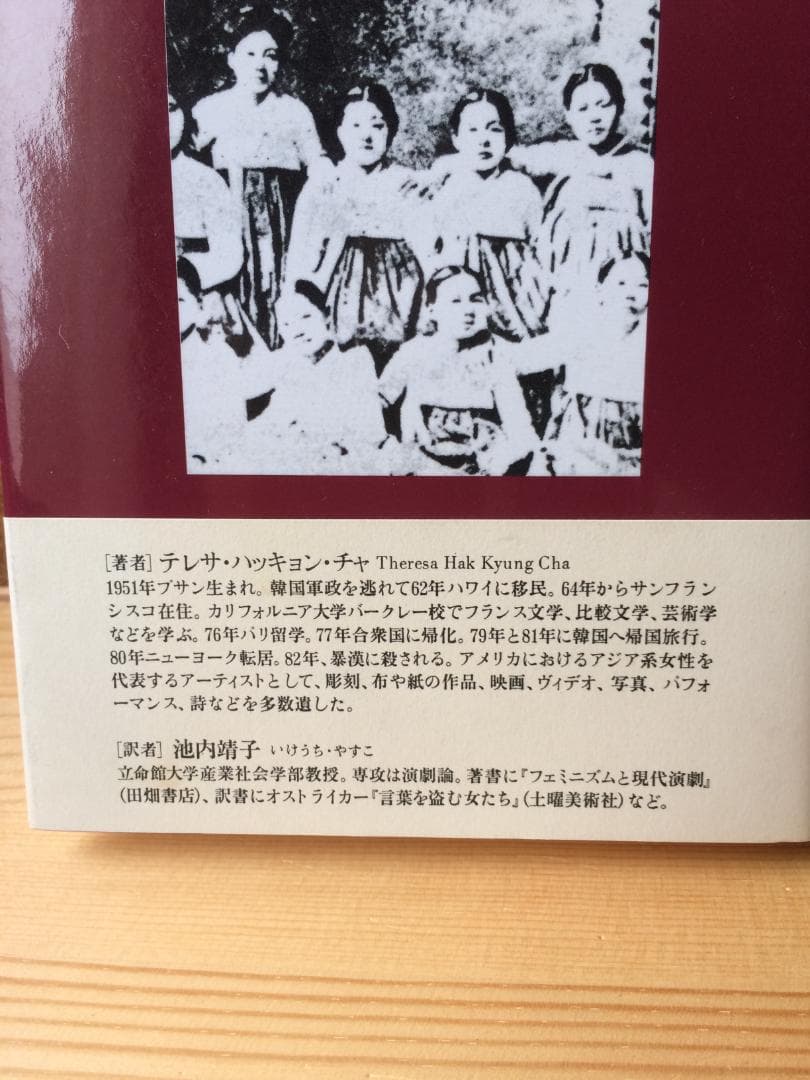 [著者] テレサ・ハッキョン・チャ Theresa Hak Kyung Cha
1951年プサン生まれ。韓国軍政を逃れて62年ハワイに移民。64年からサンフラン
シスコ在住。カリフォルニア大学バークレー校でフランス文学、比較文学、芸術学
などを学ぶ。76年パリ留学。77年合衆国に帰化。79年と81年に韓国へ帰国旅行。
80年ニューヨーク転居。82年、暴漢に殺される。アメリカにおけるアジア系女性を
代表するアーティストとして、彫刻、布や紙の作品、映画、ヴィデオ、写真、パフォ
ーマンス、詩などを多数遺した。
[訳者] 池内靖子 いけうち・やすこ
立命館大学産業社会学部教授。専攻は演劇論。著書に『フェミニズムと現代演劇』
(田畑書店)、訳書にオストライカー『言葉を盗む女たち』(土曜美術社)など。